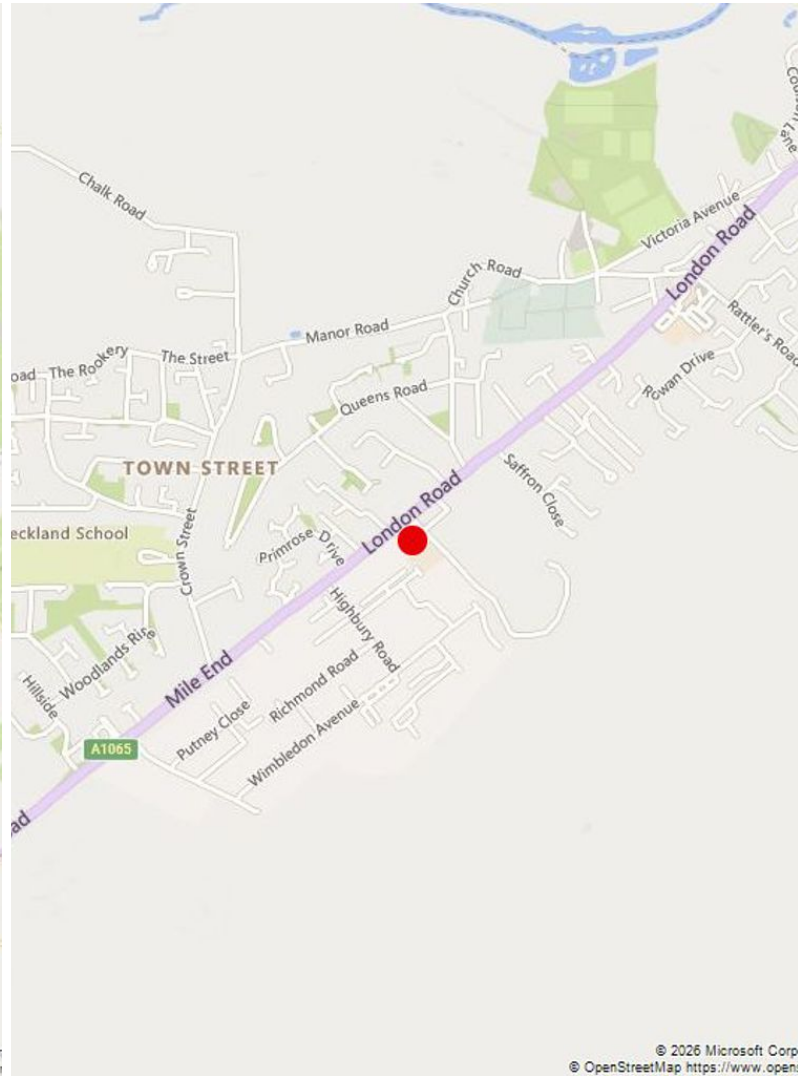 Chalk Road
Victoria Avenue
London Road
Church Road
Manor Road
The Street
The Rookery
oad
Rattler's Road
Rowan Drive
Queens Road
TOWN STREET
Saffron Close
London Road
eckland School
Crown Street
Primrose Drive
Highbury Road
Woodlands Rise
Mile End
Hillside
Richmond Road
Putney Close
Wimbledon Avenue
A1065
ad
© 2026 Microsoft Corp
© OpenStreetMap https://www.opens